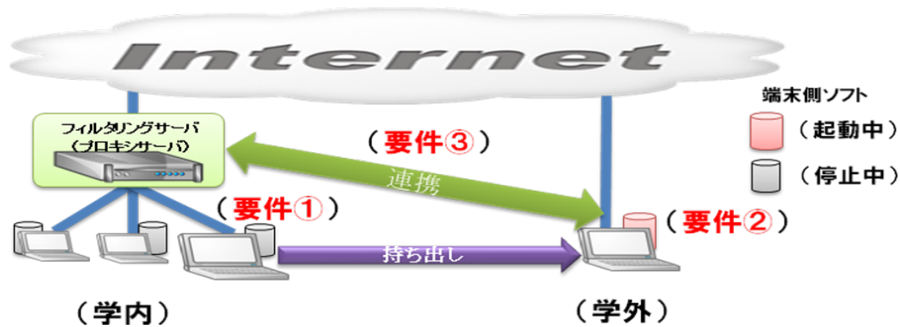 Internet
端末側ソフト
（起動中）
（停止中）
フィルタリングサーバ
（プロキシサーバ）
（要件③）
連携
（要件①）
（要件②）
持ち出し
（学内）
（学外）